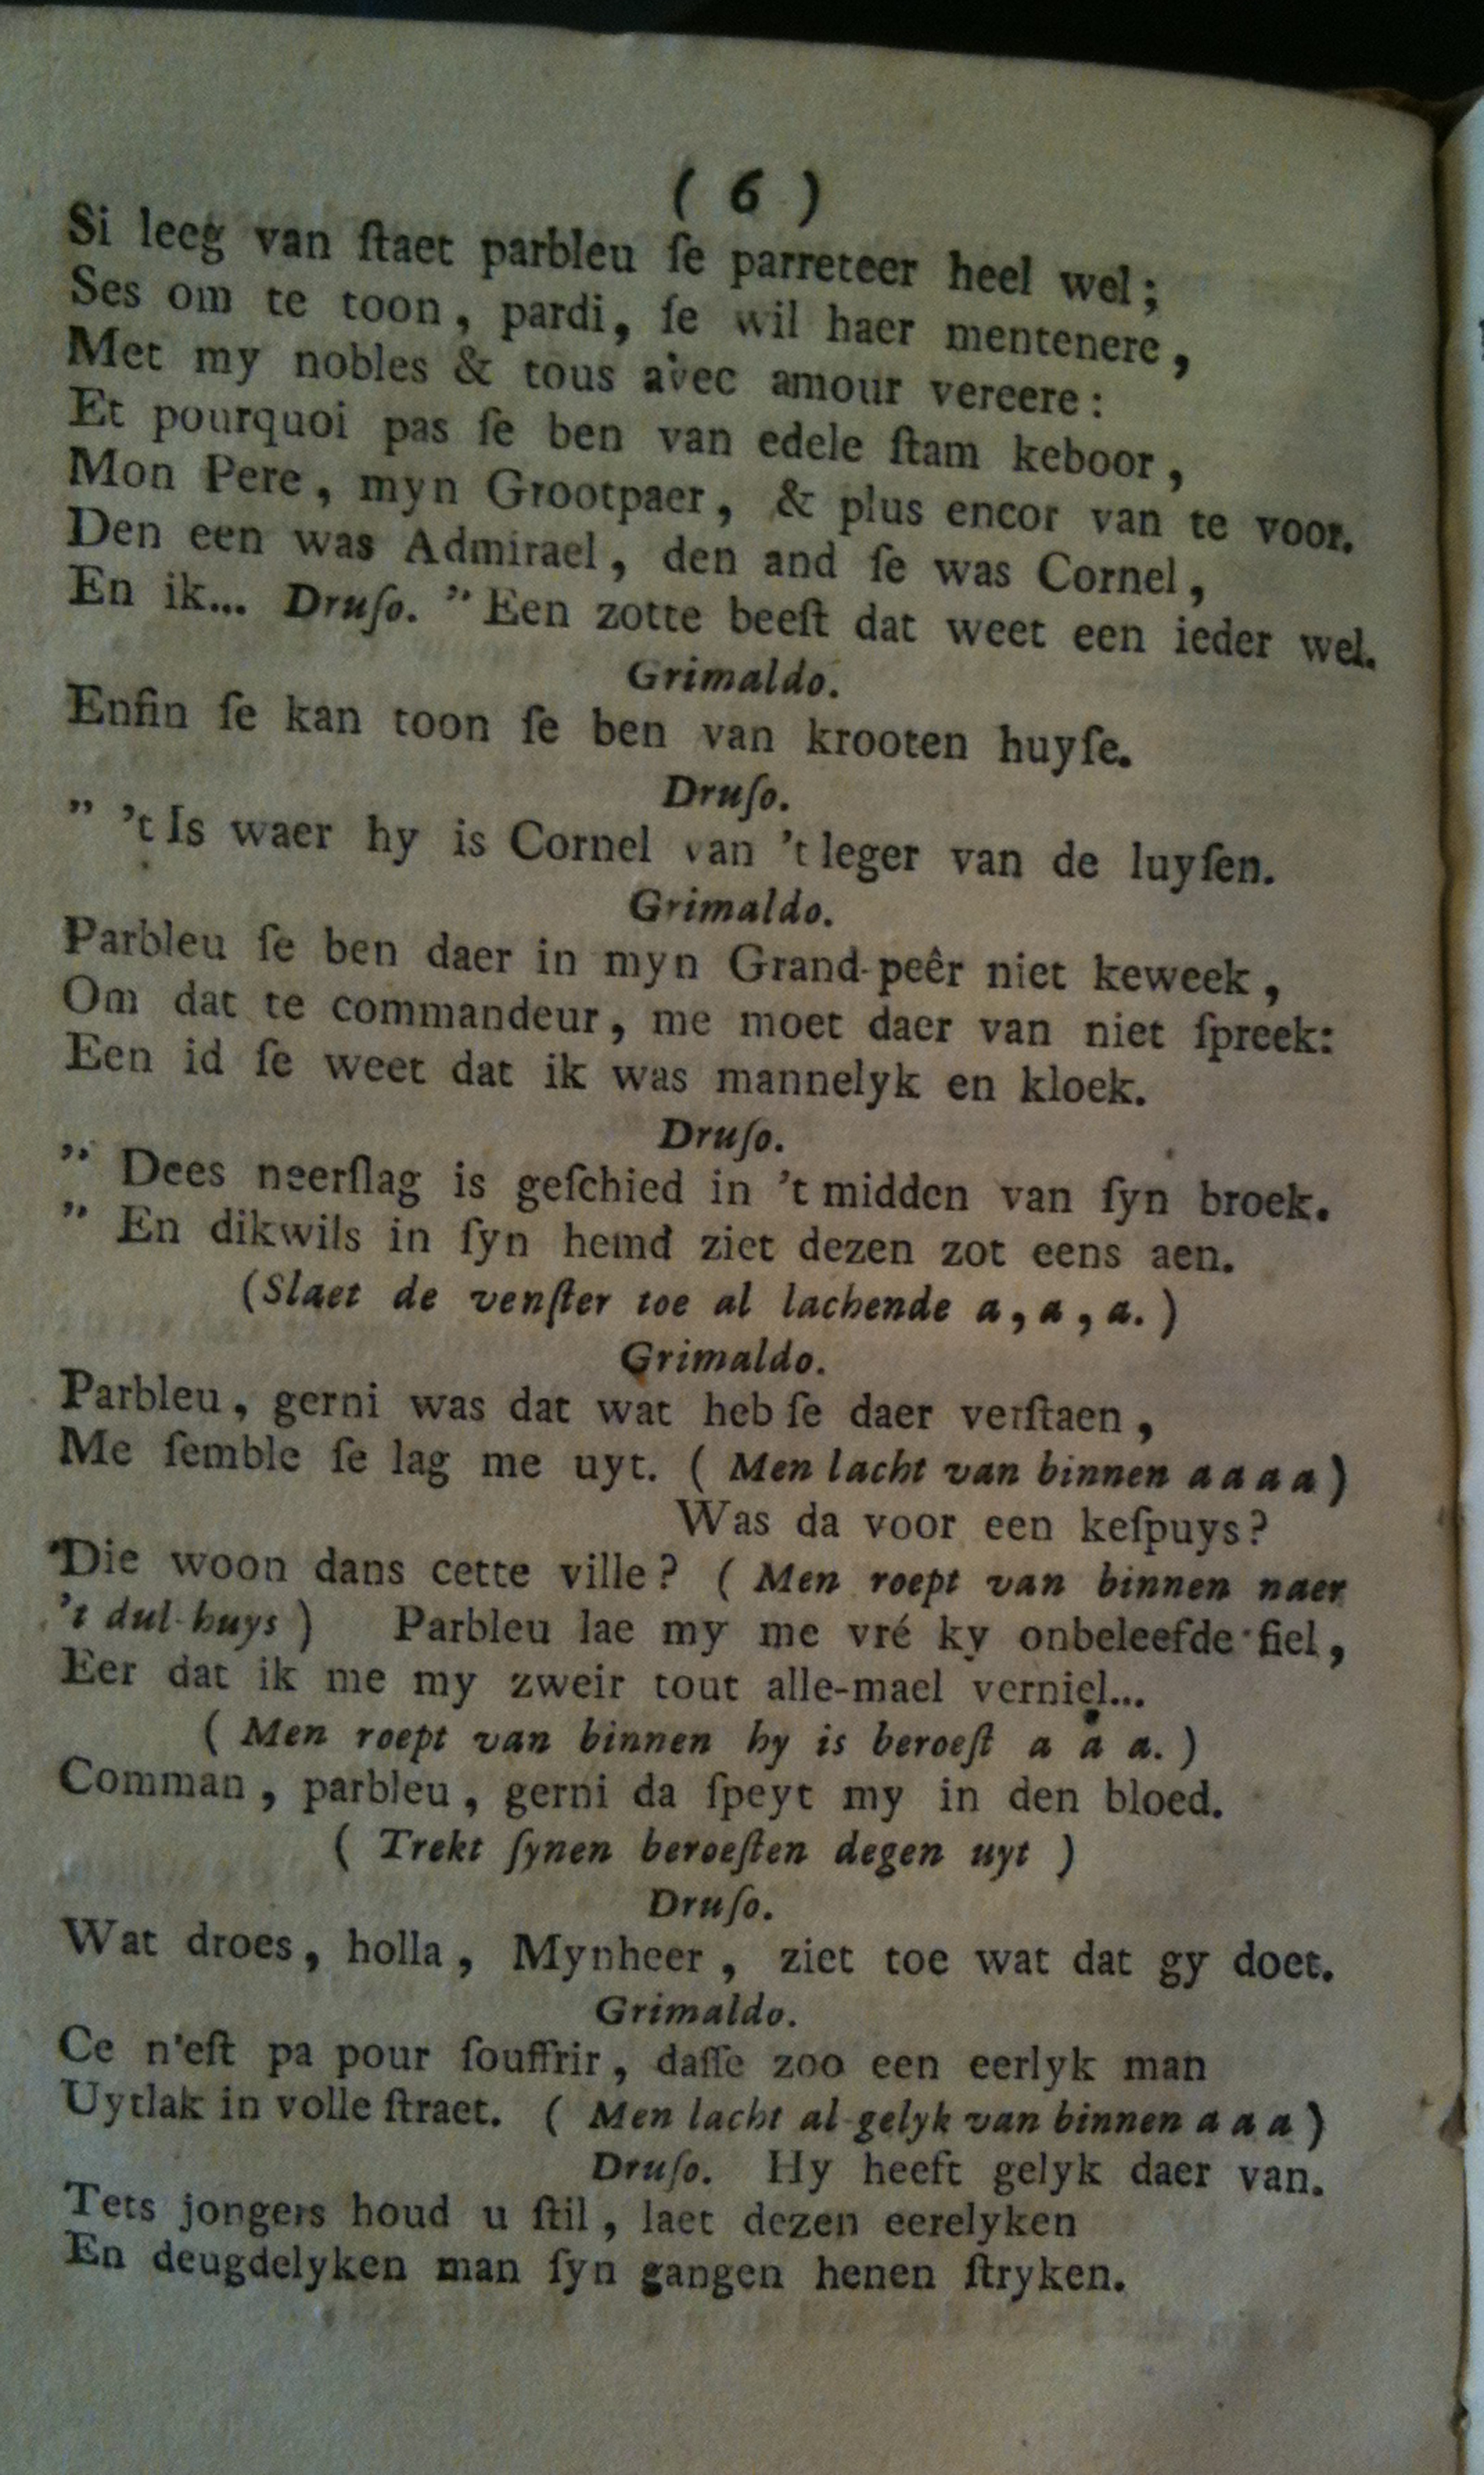 ( 6 )
Si leeg van ſtaet parbleu ſe parreteer heel wel;
Ses om te toon, pardi, ſe wil haer mentenere,
Met my nobles & tous avec amour vereere:
Et pourquoi pas ſe ben van edele ſtam keboor,
Mon Pere, myn Grootpaer, & plus encor van te voor.
Den een was Admirael, den and ſe was Cornel,
En ik... Druſo. ” Een zotte beeſt dat weet een ieder wel.
Grimaldo.
Enfin ſe kan toon ſe ben van krooten huyſe.
Druſo.
” ’t Is waer hy is Cornel van ’t leger van de luyſen.
Grimaldo.
Parbleu ſe ben daer in myn Grand-peêr niet keweek,
Om dat te commandeur, me moet daer van niet ſpreek:
Een id ſe weet dat ik was mannelyk en kloek.
Druſo.
” Dees neerſlag is geſchied in ’t midden van ſyn broek.
” En dikwils in ſyn hemd ziet dezen zot eens aen.
(Slaet de venſter toe al lachende a, a, a.)
Grimaldo.
Parbleu, gerni was dat wat heb ſe daer verſtaen,
Me ſemble ſe lag me uyt. ( Men lacht van binnen a a a a )
Was da voor een keſpuys?
Die woon dans cette ville? ( Men roept van binnen naer
’t dul-huys ) Parbleu lae my me vré ky onbeleefde fiel,
Eer dat ik me my zweir tout alle-mael verniel...
( Men roept van binnen hy is beroeſt a a a. )
Comman, parbleu, gerni da ſpeyt my in den bloed.
( Trekt ſynen beroeſten degen uyt )
Druſo.
Wat droes, holla, Mynheer, ziet toe wat dat gy doet.
Grimaldo.
Ce n’eſt pa pour ſouffrir, daſſe zoo een eerlyk man
Uytlak in volle ſtraet. ( Men lacht al-gelyk van binnen a a a )
Druſo. Hy heeft gelyk daer van.
Tets jongers houd u ſtil, laet dezen eerelyken
En deugdelyken man ſyn gangen henen ſtryken.